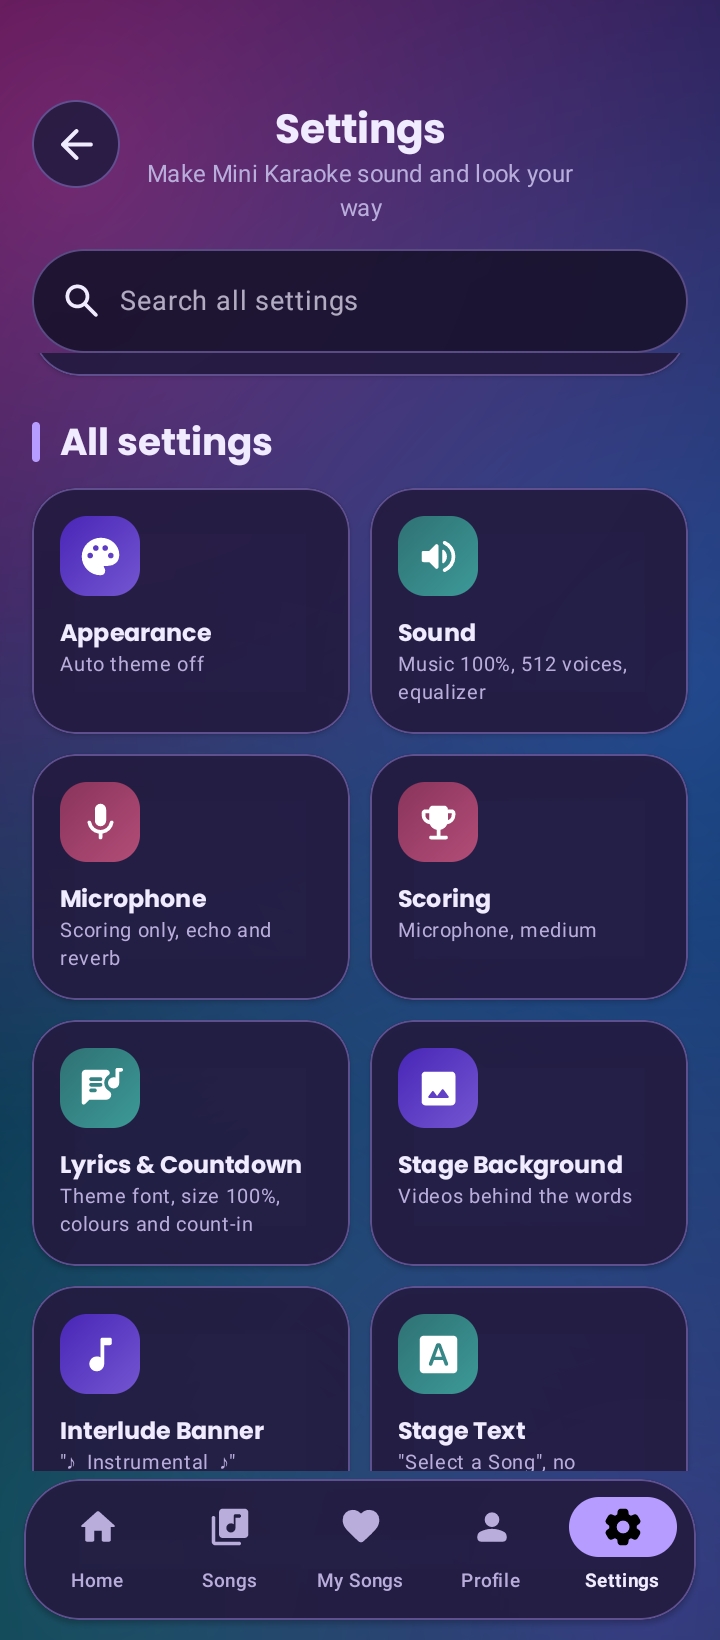 Settings
Make Mini Karaoke sound and look your
way
Search all settings
All settings
Appearance
Auto theme off
Sound
Music 100%, 512 voices,
equalizer
Microphone
Scoring only, echo and
reverb
Scoring
Microphone, medium
Lyrics & Countdown
Theme font, size 100%,
colours and count-in
Stage Background
Videos behind the words
Interlude Banner
"♪ Instrumental ♪"
Stage Text
"Select a Song", no
Home
Songs
My Songs
Profile
Settings